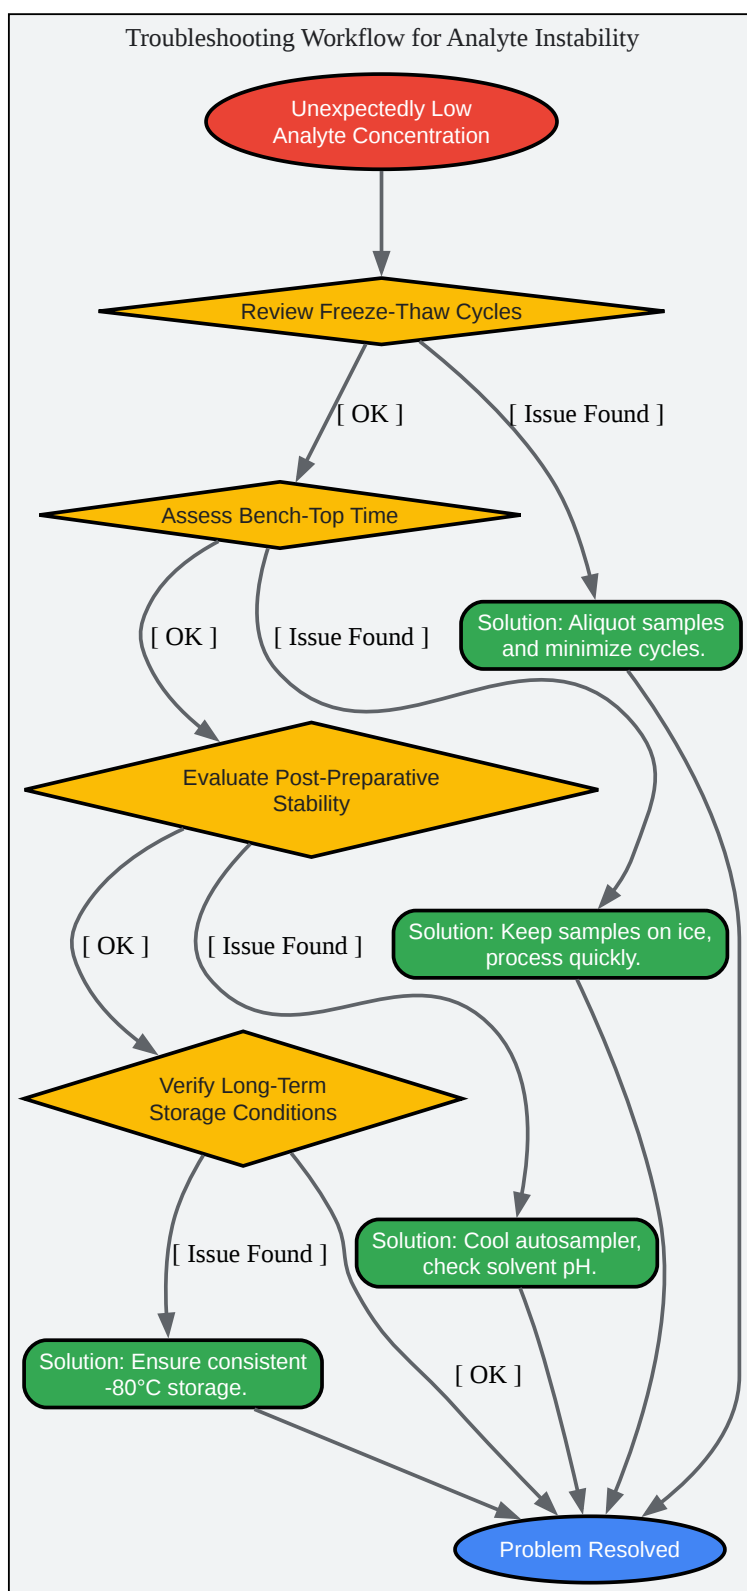 Troubleshooting Workflow for Analyte Instability
Unexpectedly Low
Analyte Concentration
Review Freeze-Thaw Cycles
[ OK ]
[ Issue Found ]
Assess Bench-Top Time
[ OK ]
[ Issue Found ]
Solution: Aliquot samples
and minimize cycles.
Evaluate Post-Preparative
Stability
[ OK ]
[ Issue Found ]
Solution: Keep samples on ice,
process quickly.
Verify Long-Term
Storage Conditions
[ Issue Found ]
Solution: Cool autosampler,
check solvent pH.
Solution: Ensure consistent
-80°C storage.
[ OK ]
Problem Resolved